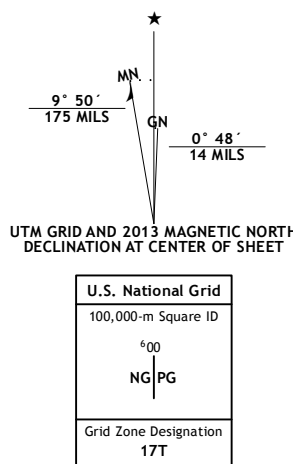 ★
MN
9° 50´
175 MILS
GN
0° 48´
14 MILS
UTM GRID AND 2013 MAGNETIC NORTH
DECLINATION AT CENTER OF SHEET
U.S. National Grid
100,000-m Square ID
⁶00
NG PG
Grid Zone Designation
17T